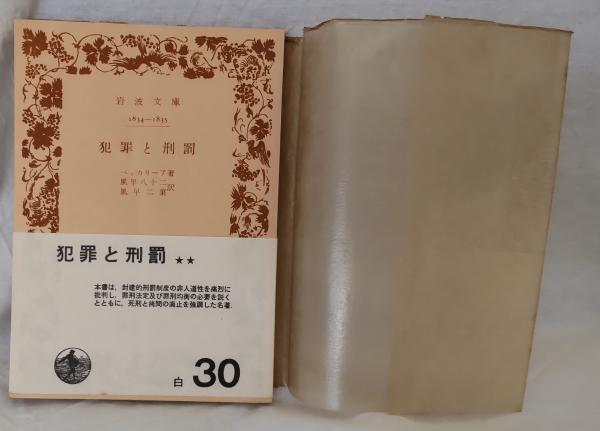 岩波文庫
1834—1835
犯罪と刑罰
ベッカリーア著
風早八十二
風早二葉訳
犯罪と刑罰 ★★
本書は，封建的刑罰制度の非人道性を痛烈に
批判し，罪刑法定及び罪刑均衡の必要を説く
とともに，死刑と拷問の廃止を強調した名著．
白 30